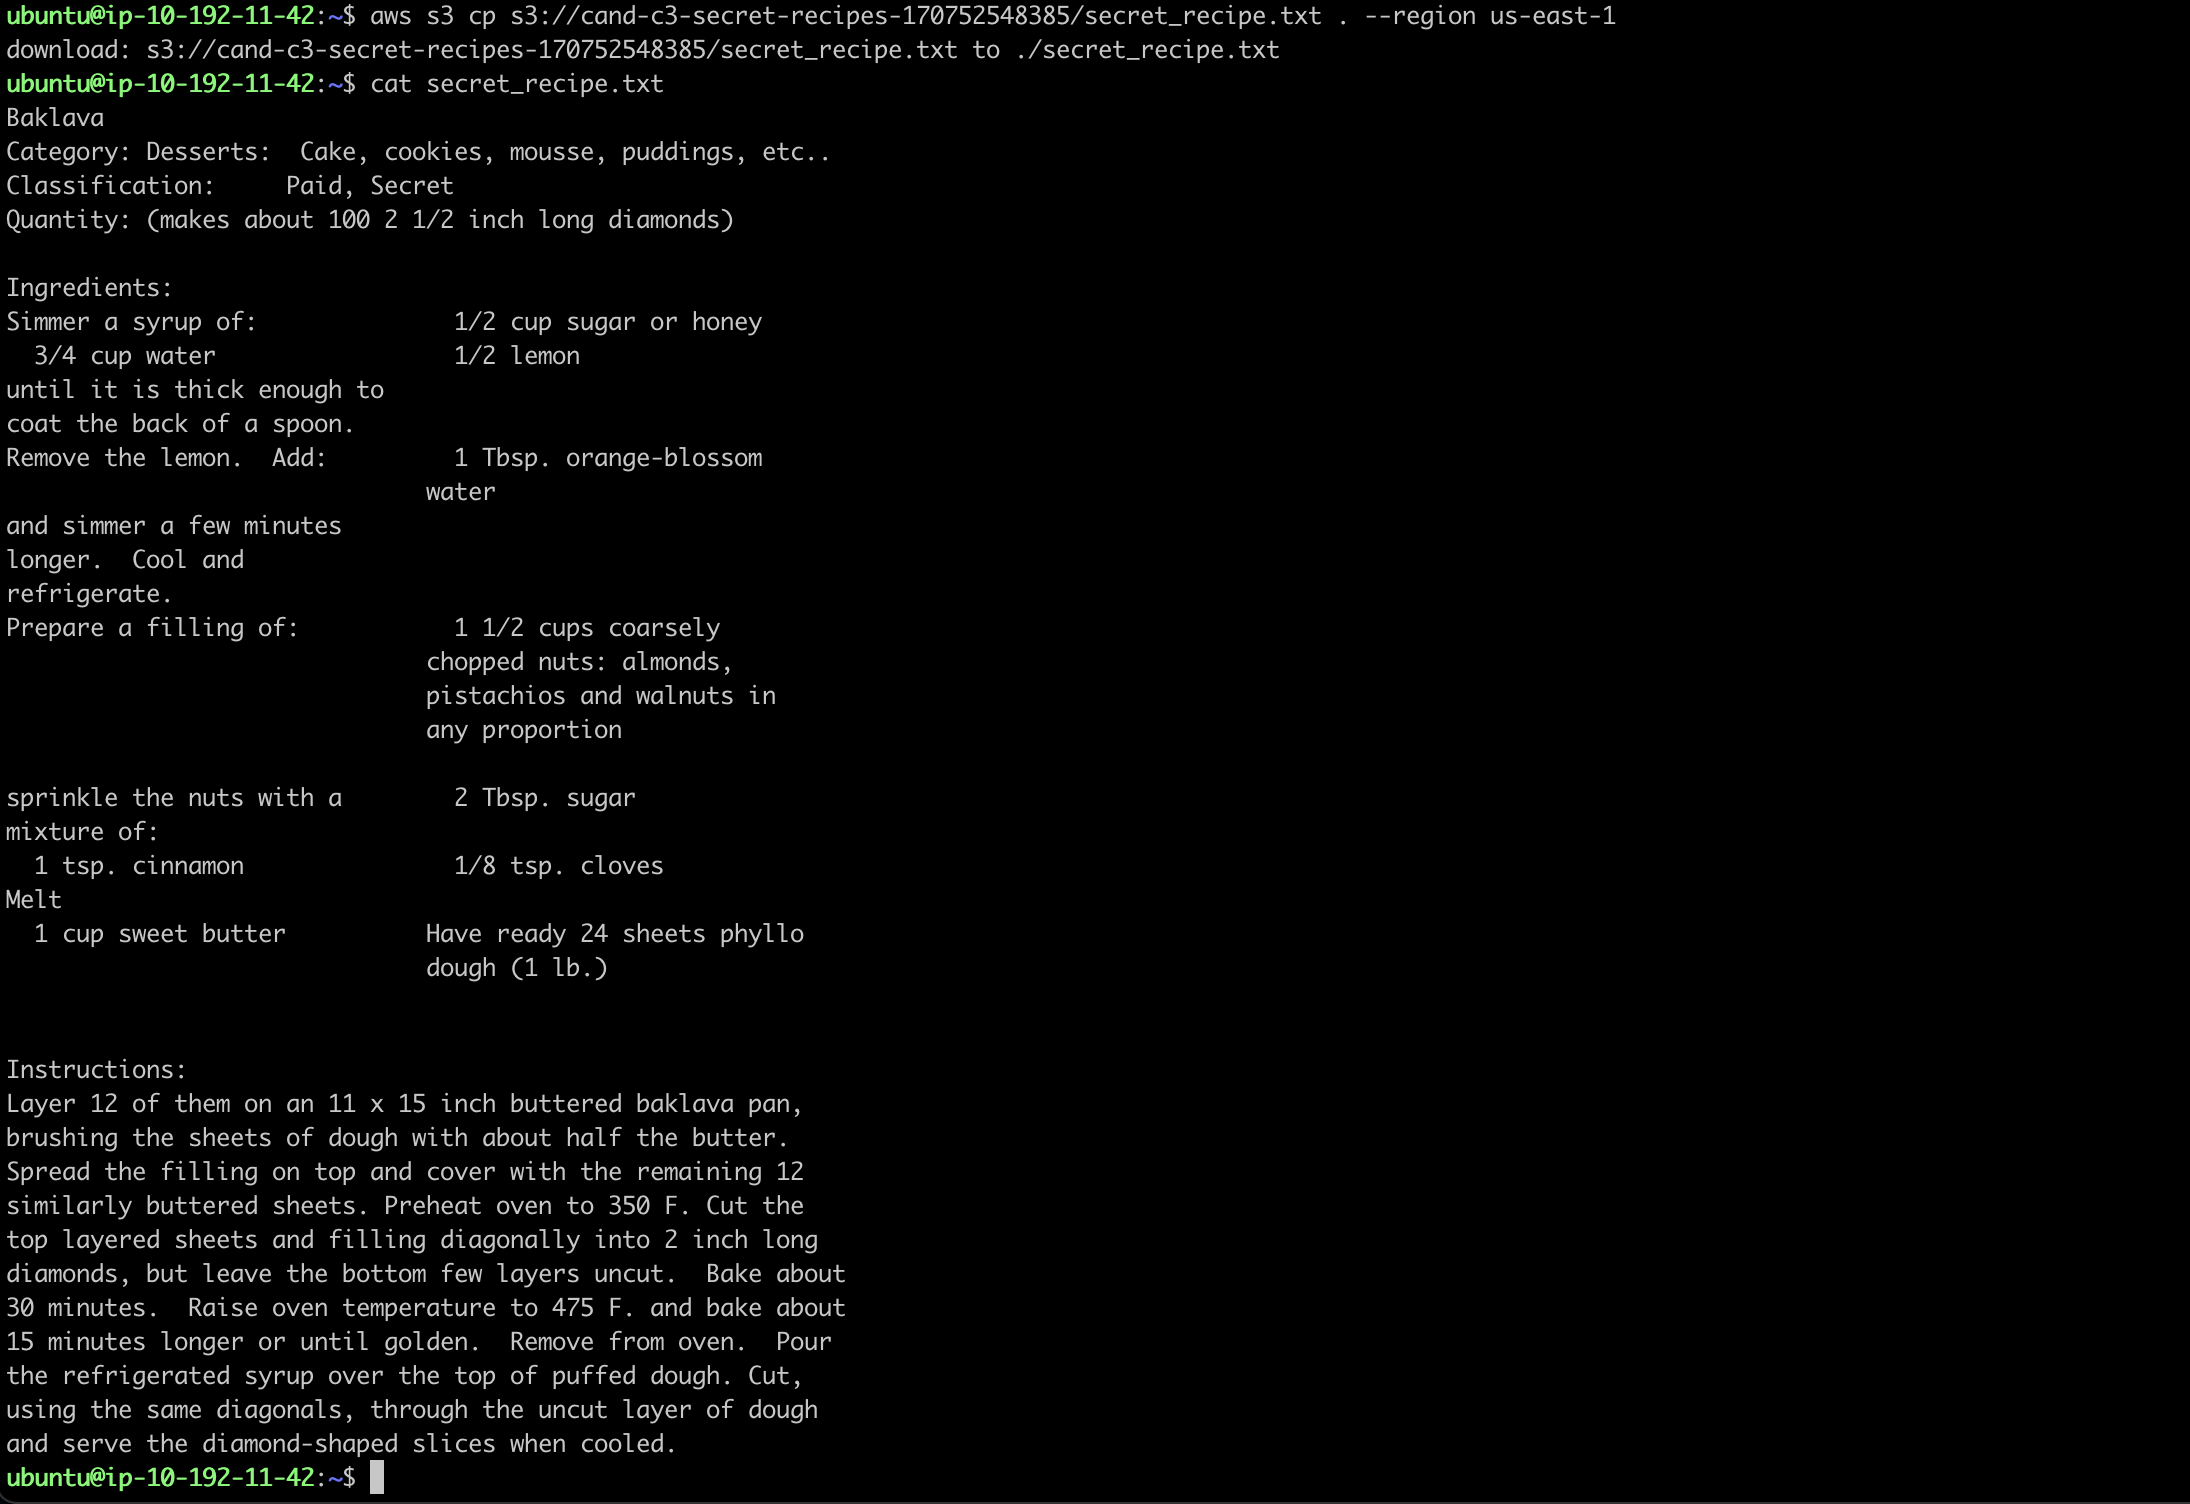 ubuntu@ip-10-192-11-42:~$ aws s3 cp s3://cand-c3-secret-recipes-170752548385/secret_recipe.txt . --region us-east-1
download: s3://cand-c3-secret-recipes-170752548385/secret_recipe.txt to ./secret_recipe.txt
ubuntu@ip-10-192-11-42:~$ cat secret_recipe.txt
Baklava
Category: Desserts:  Cake, cookies, mousse, puddings, etc..
Classification:     Paid, Secret
Quantity: (makes about 100 2 1/2 inch long diamonds)

Ingredients:
Simmer a syrup of:              1/2 cup sugar or honey
  3/4 cup water                 1/2 lemon
until it is thick enough to
coat the back of a spoon.
Remove the lemon.  Add:         1 Tbsp. orange-blossom
                              water
and simmer a few minutes
longer.  Cool and
refrigerate.
Prepare a filling of:           1 1/2 cups coarsely
                              chopped nuts: almonds,
                              pistachios and walnuts in
                              any proportion

sprinkle the nuts with a        2 Tbsp. sugar
mixture of:
  1 tsp. cinnamon               1/8 tsp. cloves
Melt
  1 cup sweet butter          Have ready 24 sheets phyllo
                              dough (1 lb.)

Instructions:
Layer 12 of them on an 11 x 15 inch buttered baklava pan,
brushing the sheets of dough with about half the butter.
Spread the filling on top and cover with the remaining 12
similarly buttered sheets. Preheat oven to 350 F. Cut the
top layered sheets and filling diagonally into 2 inch long
diamonds, but leave the bottom few layers uncut.  Bake about
30 minutes.  Raise oven temperature to 475 F. and bake about
15 minutes longer or until golden.  Remove from oven.  Pour
the refrigerated syrup over the top of puffed dough. Cut,
using the same diagonals, through the uncut layer of dough
and serve the diamond-shaped slices when cooled.
ubuntu@ip-10-192-11-42:~$